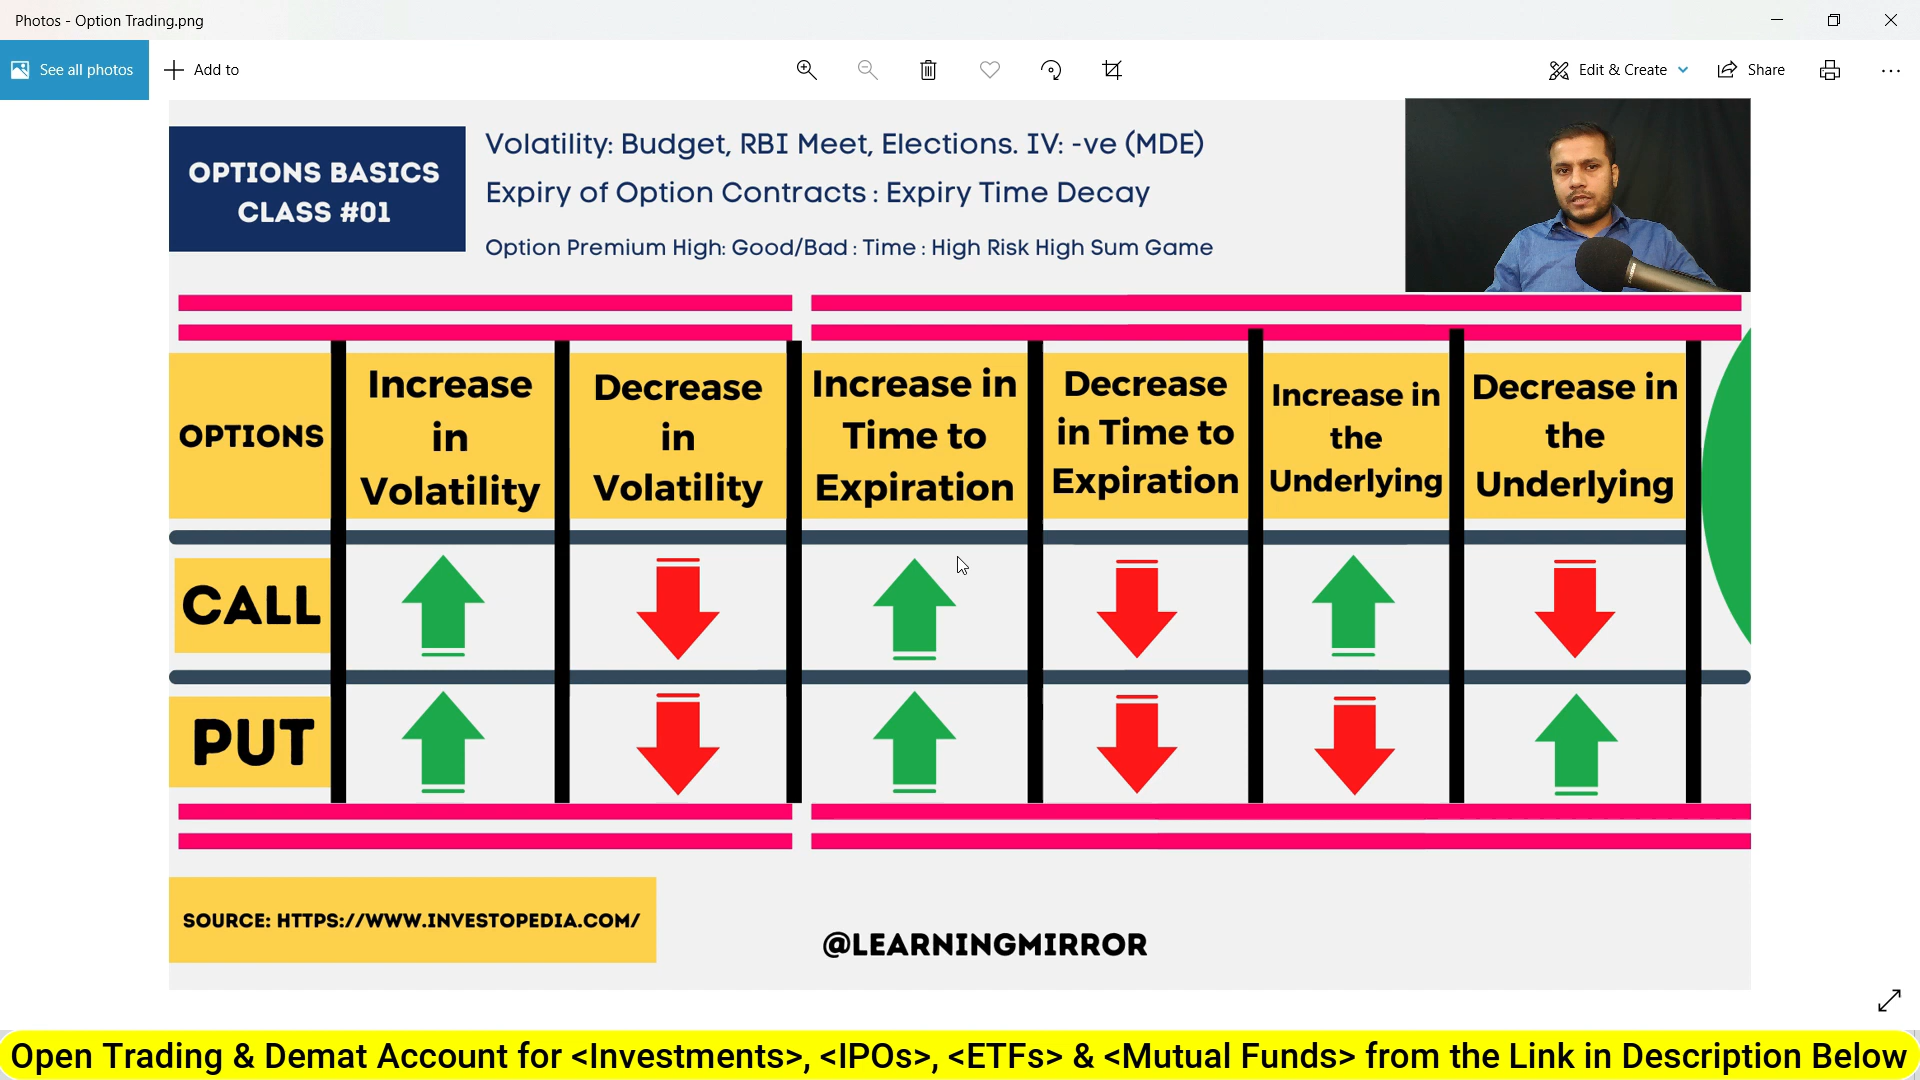 Photos - Option Trading.png
See all photos
Add to
Edit & Create
Share
OPTIONS BASICS
CLASS #01
Volatility: Budget, RBI Meet, Elections. IV: -ve (MDE)
Expiry of Option Contracts : Expiry Time Decay
Option Premium High: Good/Bad : Time : High Risk High Sum Game
OPTIONS
Increase
in
Volatility
Decrease
in
Volatility
Increase in
Time to
Expiration
Decrease
in Time to
Expiration
Increase in
the
Underlying
Decrease in
the
Underlying
CALL
PUT
SOURCE: HTTPS://WWW.INVESTOPEDIA.COM/
@LEARNINGMIRROR
Open Trading & Demat Account for <Investments>, <IPOs>, <ETFs> & <Mutual Funds> from the Link in Description Below